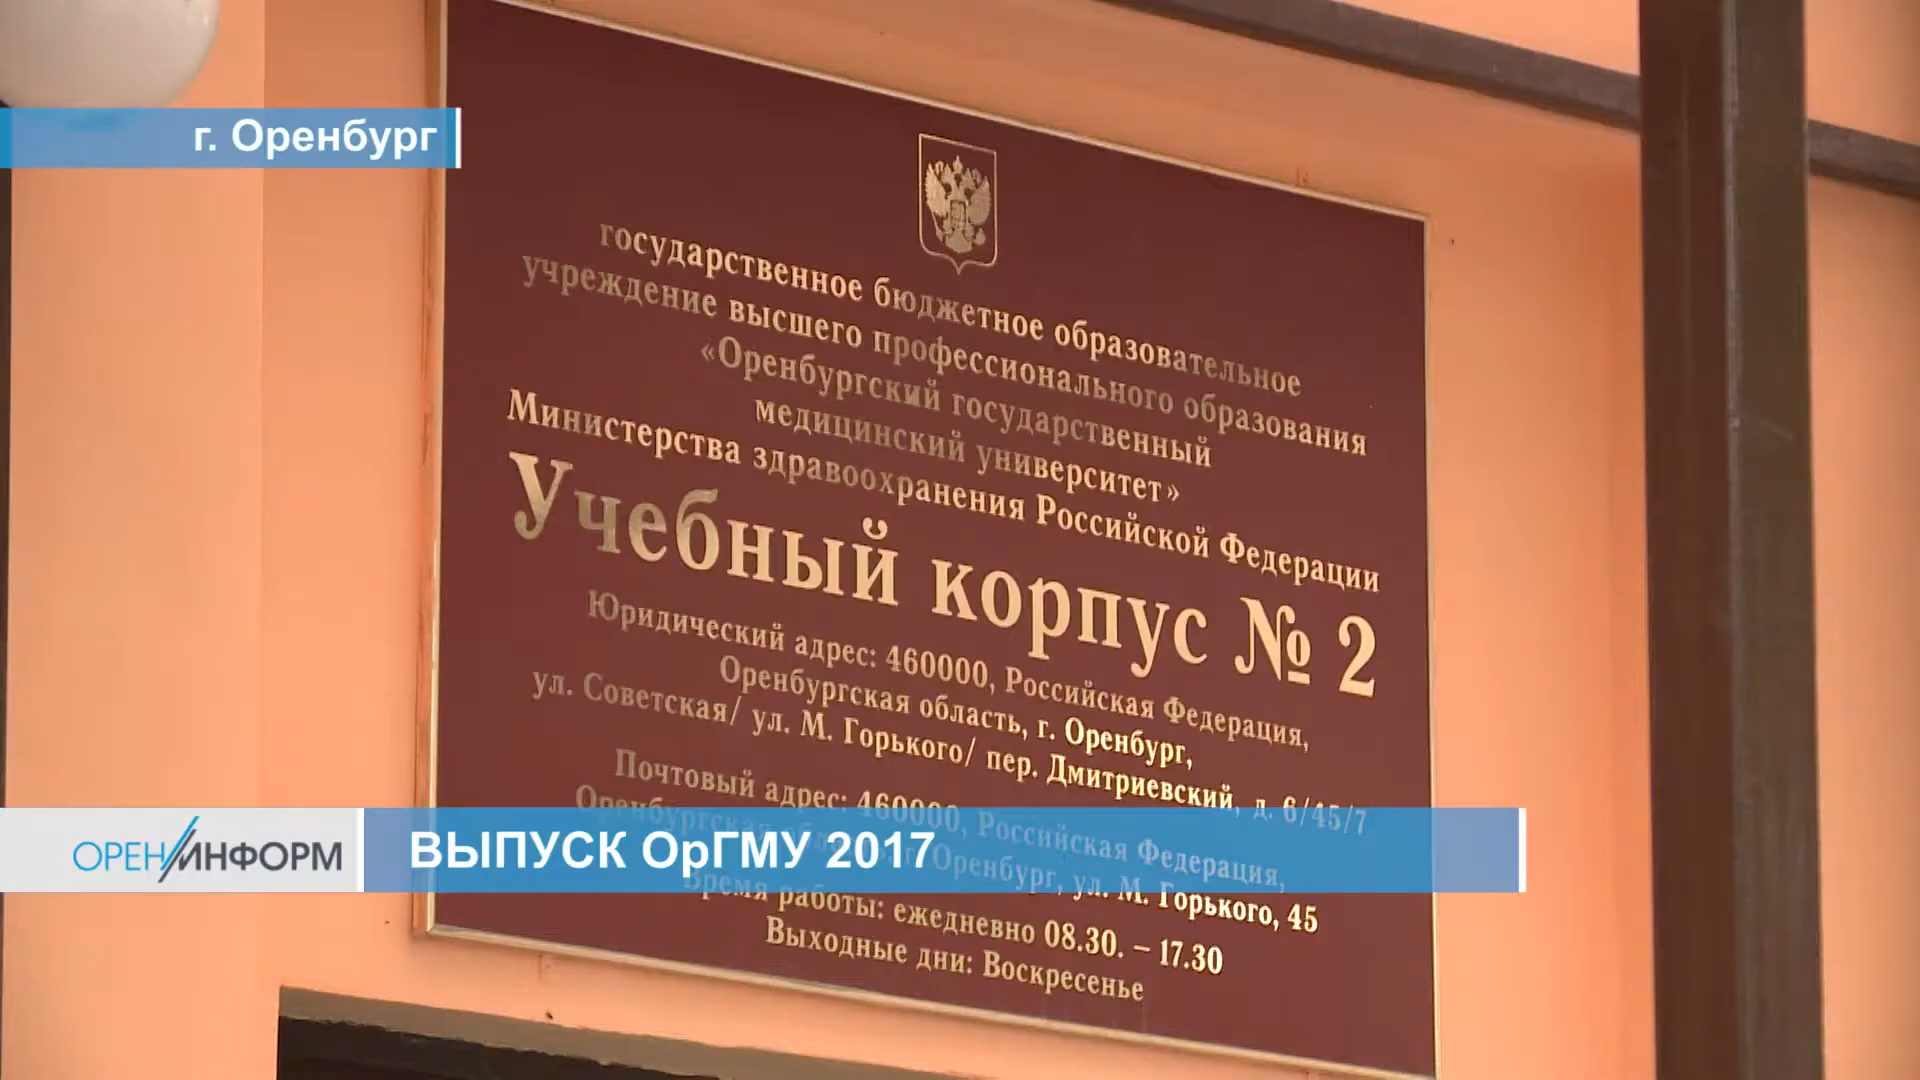 г. Оренбург
государственное бюджетное образовательное
учреждение высшего профессионального образования
«Оренбургский государственный
медицинский университет»
Министерства здравоохранения Российской Федерации
Учебный корпус № 2
Юридический адрес: 460000, Российская Федерация,
Оренбургская область, г. Оренбург,
ул. Советская/ ул. М. Горького/ пер. Дмитриевский, д. 6/45/7
Почтовый адрес: 460000, Российская Федерация,
Оренбургская область, г. Оренбург, ул. М. Горького, 45
Время работы: ежедневно 08.30. – 17.30
Выходные дни: Воскресенье
ОРЕНИНФОРМ
ВЫПУСК ОрГМУ 2017